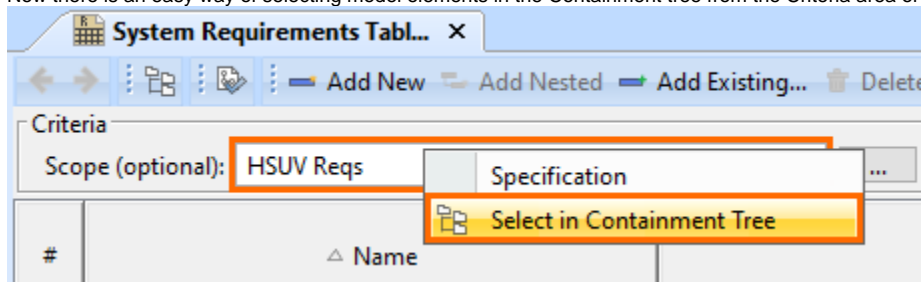 Now there is an easy way of selecting model elements in the Containment tree from the Criteria area of
System Requirements Tabl... ×
Add New Add Nested Add Existing... Delete
Criteria
Scope (optional): HSUV Reqs ...
Specification
Select in Containment Tree
# Name